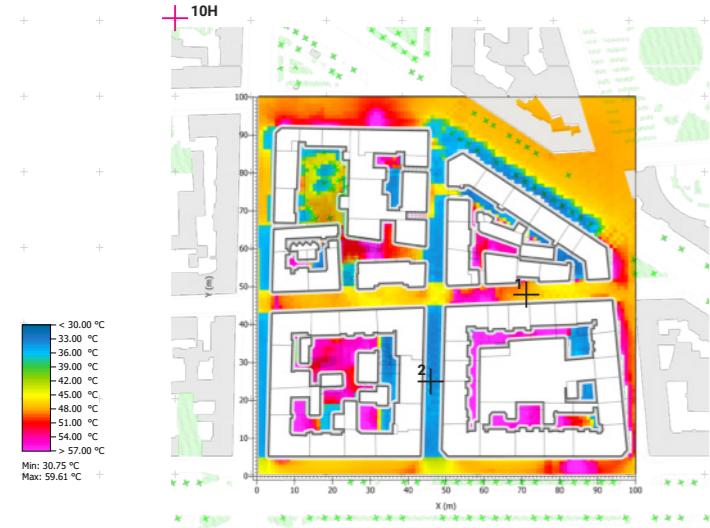 10H
100
90
80
70
60
50
40
30
20
10
0
Y (m)
0 10 20 30 40 50 60 70 80 90 100
X (m)
1
2
< 30.00 °C
33.00 °C
36.00 °C
39.00 °C
42.00 °C
45.00 °C
48.00 °C
51.00 °C
54.00 °C
> 57.00 °C
Min: 30.75 °C
Max: 59.61 °C